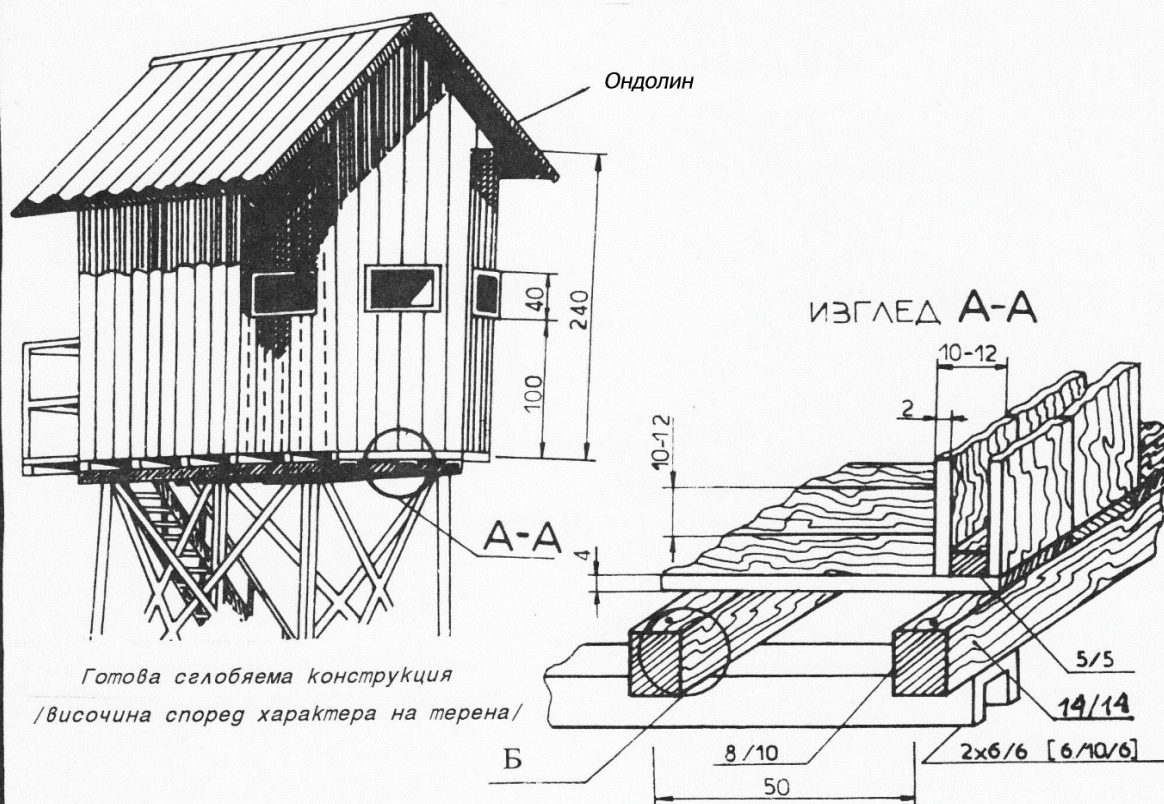 Ондолин
40
240
100
А-А
Готова сглобяема конструкция
/височина според характера на терена/
ИЗГЛЕД А-А
10-12
2
10-12
4
5/5
14/14
2х6/6 [6/10/6]
8/10
Б
50